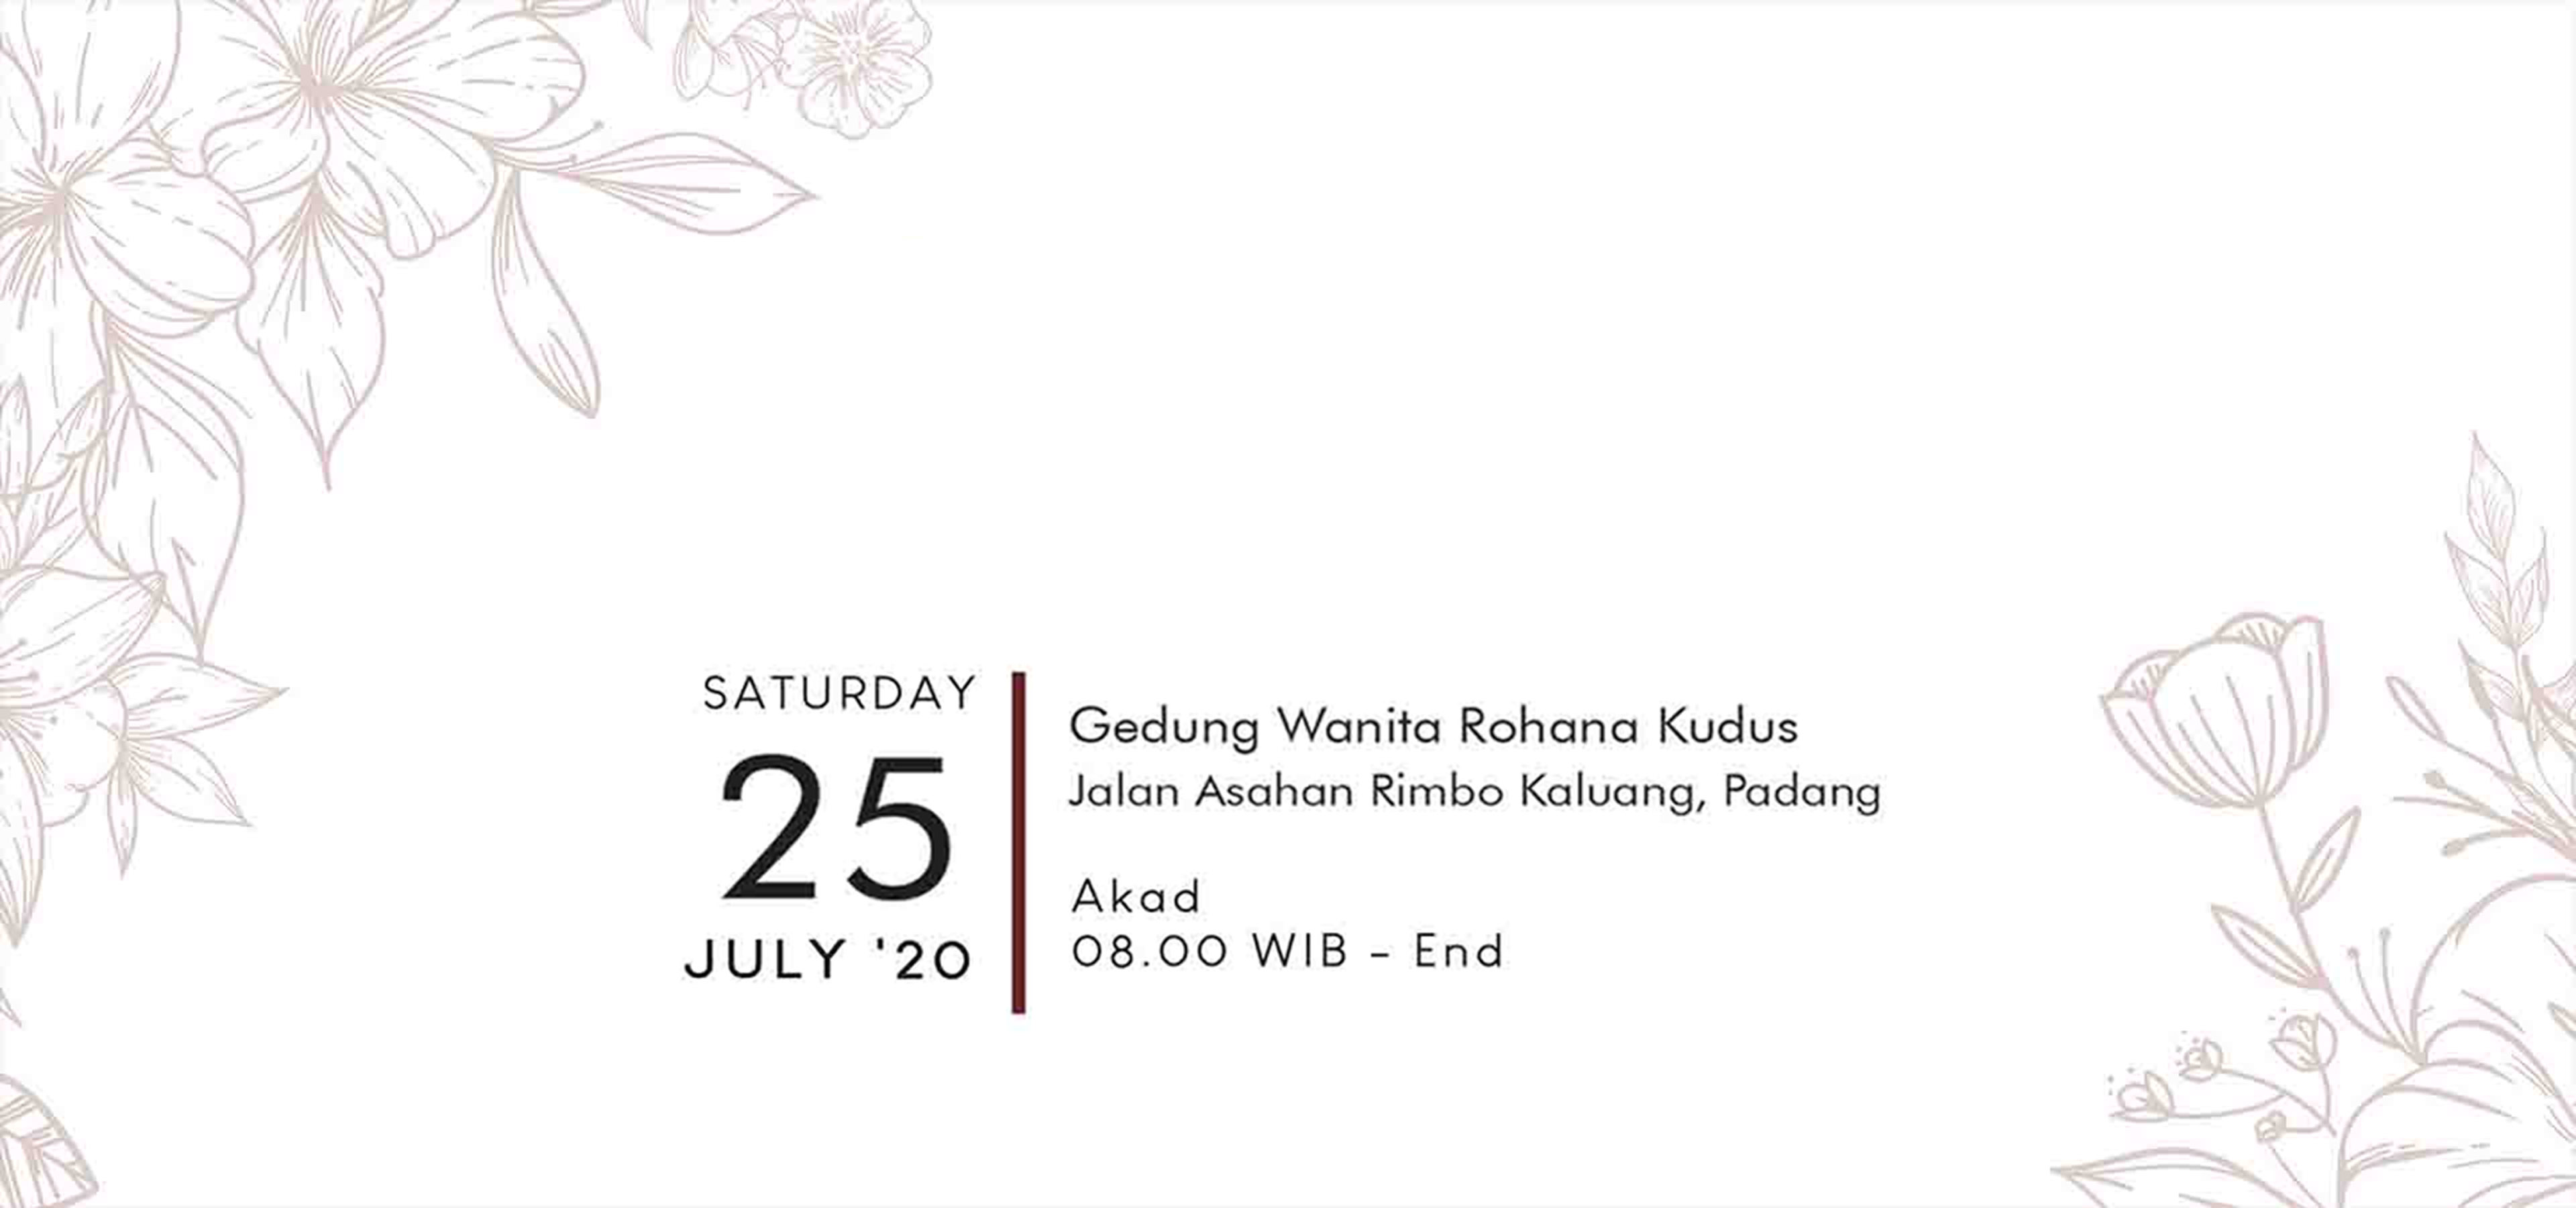 SATURDAY
25
JULY '20
Gedung Wanita Rohana Kudus
Jalan Asahan Rimbo Kaluang, Padang
Akad
08.00 WIB - End